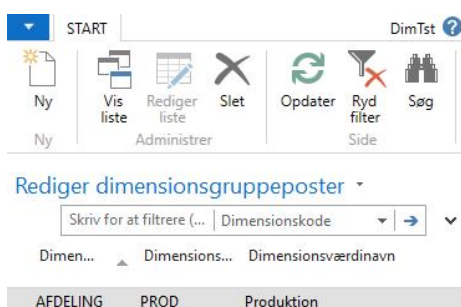 START DimTst
Ny Vis liste Rediger liste Slet Opdater Ryd filter Søg
Ny Administrer Side
Rediger dimensionsgruppeposter
Skriv for at filtrere (... Dimensionskode
Dimen... Dimensions... Dimensionsværdinavn
AFDELING PROD Produktion